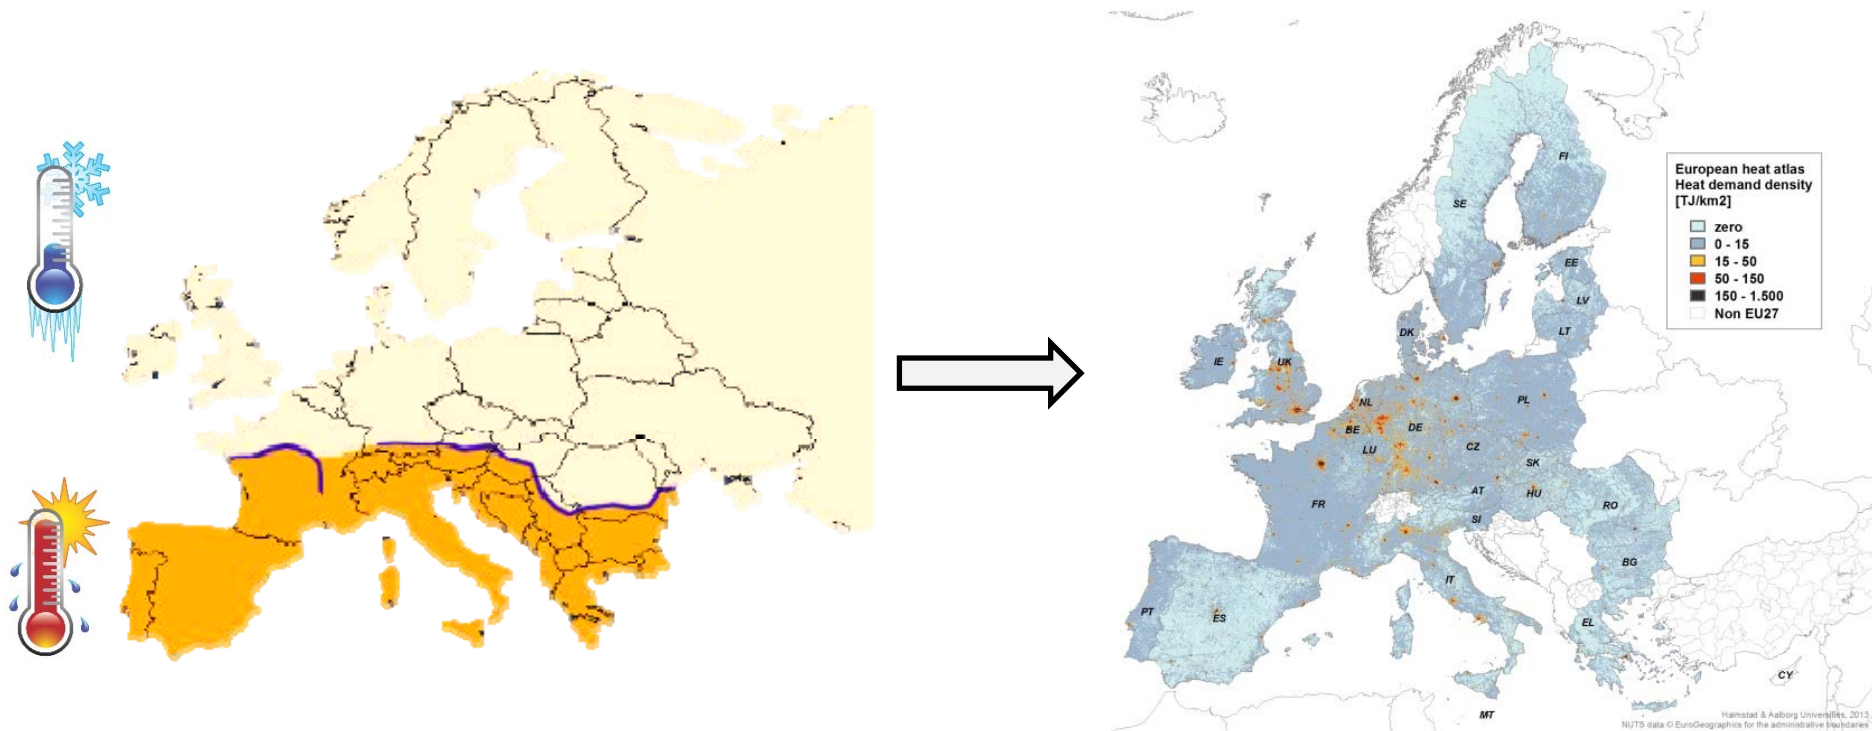 European heat atlas
Heat demand density
[TJ/km2]
zero
0 - 15
15 - 50
50 - 150
150 - 1.500
Non EU27
FI
SE
EE
LV
LT
DK
IE
UK
NL
PL
BE
DE
LU
CZ
SK
AT
HU
FR
RO
SI
BG
IT
PT
ES
EL
CY
MT
Halmstad & Aalborg Universities, 2013
NUTS data © EuroGeographics for the administrative boundaries